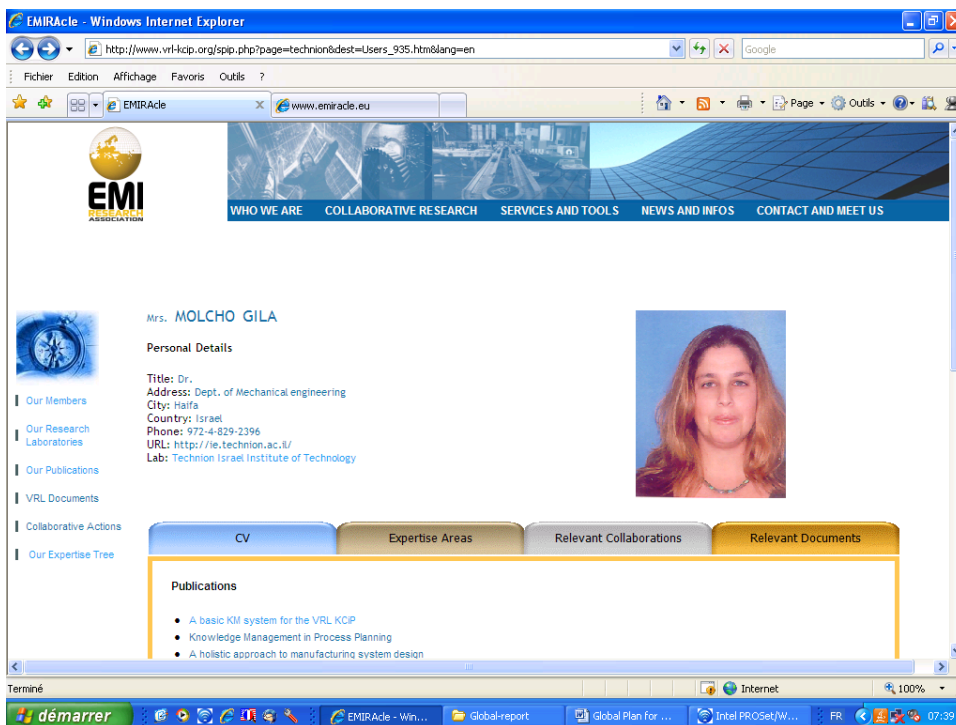 EMIRAcle - Windows Internet Explorer
http://www.vrl-kcip.org/spip.php?page=technion&dest=Users_935.htm&lang=en
Google
Fichier Edition Affichage Favoris Outils ?
EMIRAcle
www.emiracle.eu
Page
Outils
EMI
RESEARCH
ASSOCIATION
WHO WE ARE COLLABORATIVE RESEARCH SERVICES AND TOOLS NEWS AND INFOS CONTACT AND MEET US
Our Members
Our Research
Laboratories
Our Publications
VRL Documents
Collaborative Actions
Our Expertise Tree
Mrs. MOLCHO GILA
Personal Details
Title: Dr.
Address: Dept. of Mechanical engineering
City: Haifa
Country: Israel
Phone: 972-4-829-2396
URL: http://ie.technion.ac.il/
Lab: Technion Israel Institute of Technology
CV
Expertise Areas
Relevant Collaborations
Relevant Documents
Publications
A basic KM system for the VRL KCiP
Knowledge Management in Process Planning
A holistic approach to manufacturing system design
Terminé
Internet
100%
démarrer
EMIRAcle - Win...
Global-report
Global Plan for ...
Intel PROSet/W...
FR
07:39